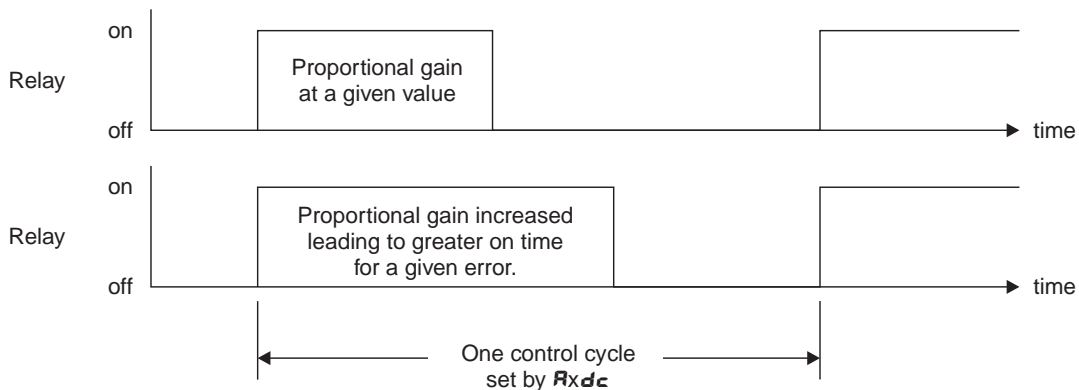 on
Relay
Proportional gain
at a given value
off
time
on
Relay
Proportional gain increased
leading to greater on time
for a given error.
off
time
One control cycle
set by Axdc